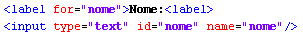 <label for="nome">Nome:<label>
<input type="text" id="nome" name="nome"/>